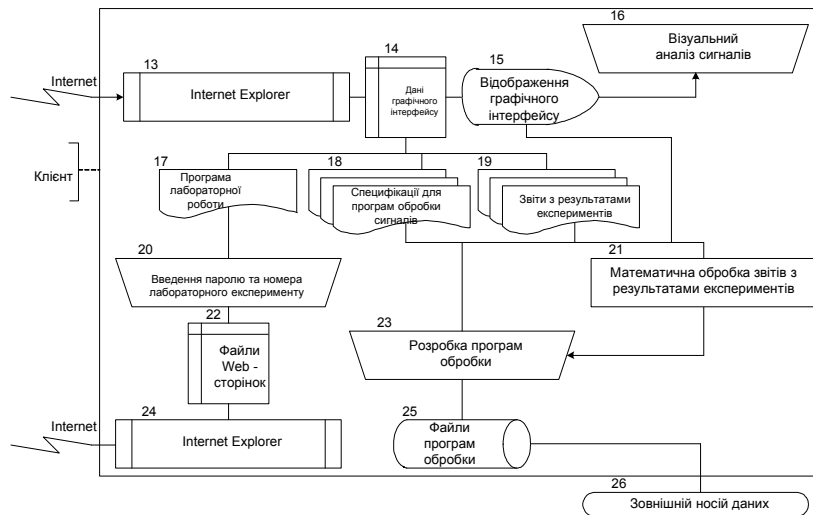 16
Візуальний
аналіз сигналів
Internet
13
Internet Explorer
14
Дані
графічного
інтерфейсу
15
Відображення
графічного
інтерфейсу
Клієнт
17
Програма
лабораторної
роботи
18
Специфікації для
програм обробки
сигналів
19
Звіти з результатами
експериментів
20
Введення паролю та номера
лабораторного експерименту
21
Математична обробка звітів з
результатами експериментів
22
Файли
Web -
сторінок
23
Розробка програм
обробки
Internet
24
Internet Explorer
25
Файли
програм
обробки
26
Зовнішній носій даних